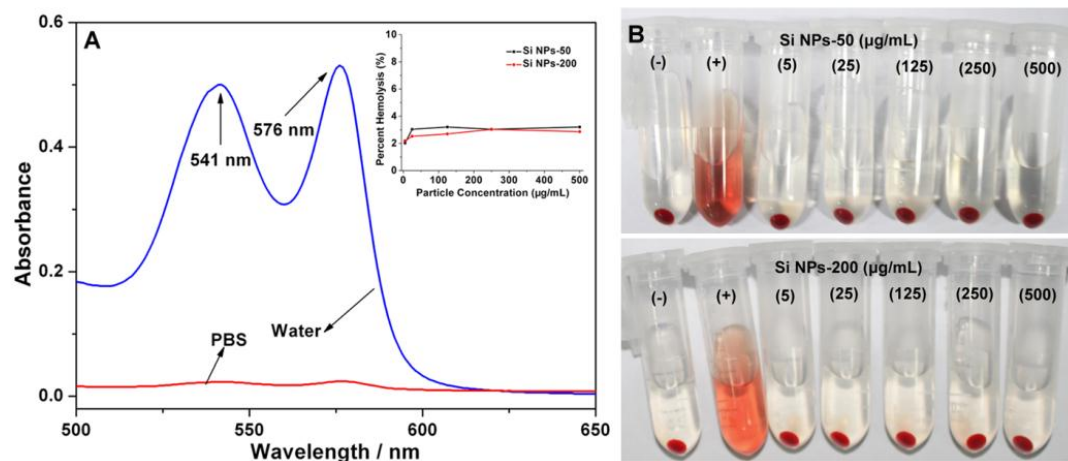 A
0.6
0.4
0.2
0.0
Absorbance
500
550
600
650
Wavelength / nm
541 nm
576 nm
Water
PBS
10
8
6
4
2
0
Percent Hemolysis (%)
Si NPs-50
Si NPs-200
0 100 200 300 400 500
Particle Concentration (µg/mL)
B
Si NPs-50 (µg/mL)
(-) (+) (5) (25) (125) (250) (500)
Si NPs-200 (µg/mL)
(-) (+) (5) (25) (125) (250) (500)